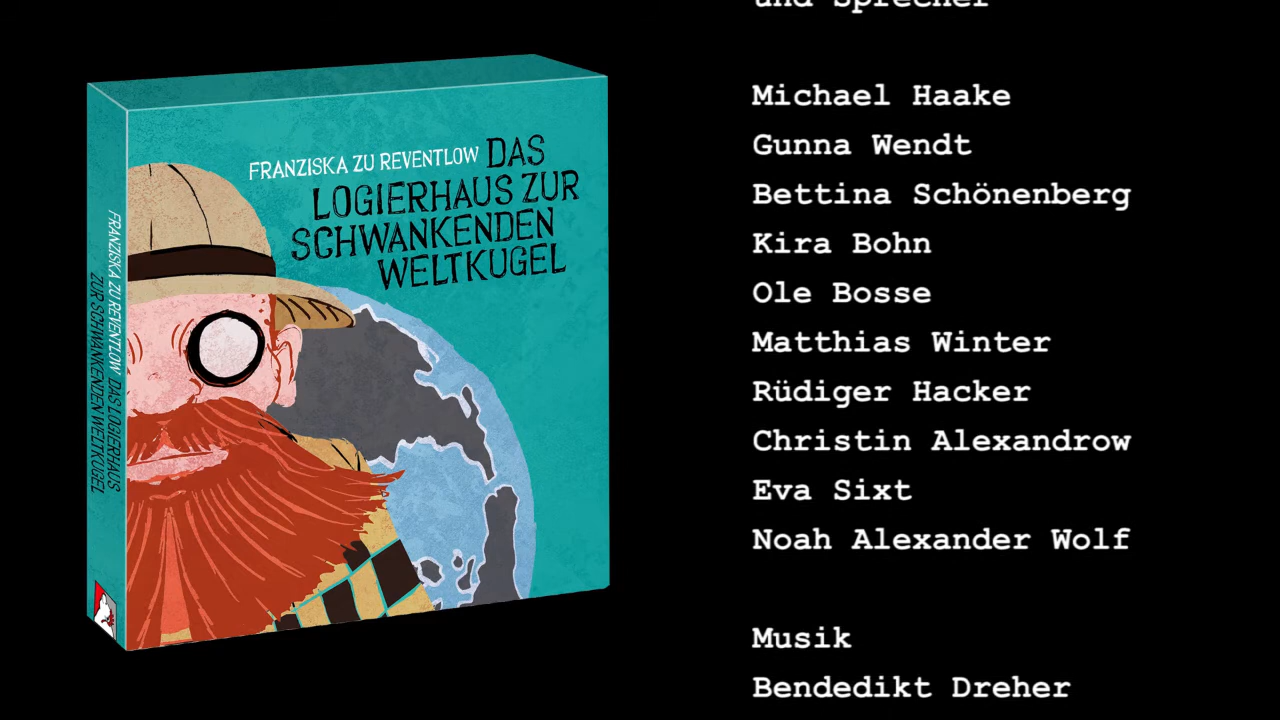 FRANZISKA ZU REVENTLOW DAS
LOGIERHAUS ZUR
SCHWANKENDEN
WELTKUGEL
FRANZISKA ZU REVENTLOW DAS LOGIERHAUS
ZUR SCHWANKENDEN WELTKUGEL
und Sprecher
Michael Haake
Gunna Wendt
Bettina Schönenberg
Kira Bohn
Ole Bosse
Matthias Winter
Rüdiger Hacker
Christin Alexandrow
Eva Sixt
Noah Alexander Wolf
Musik
Bendedikt Dreher